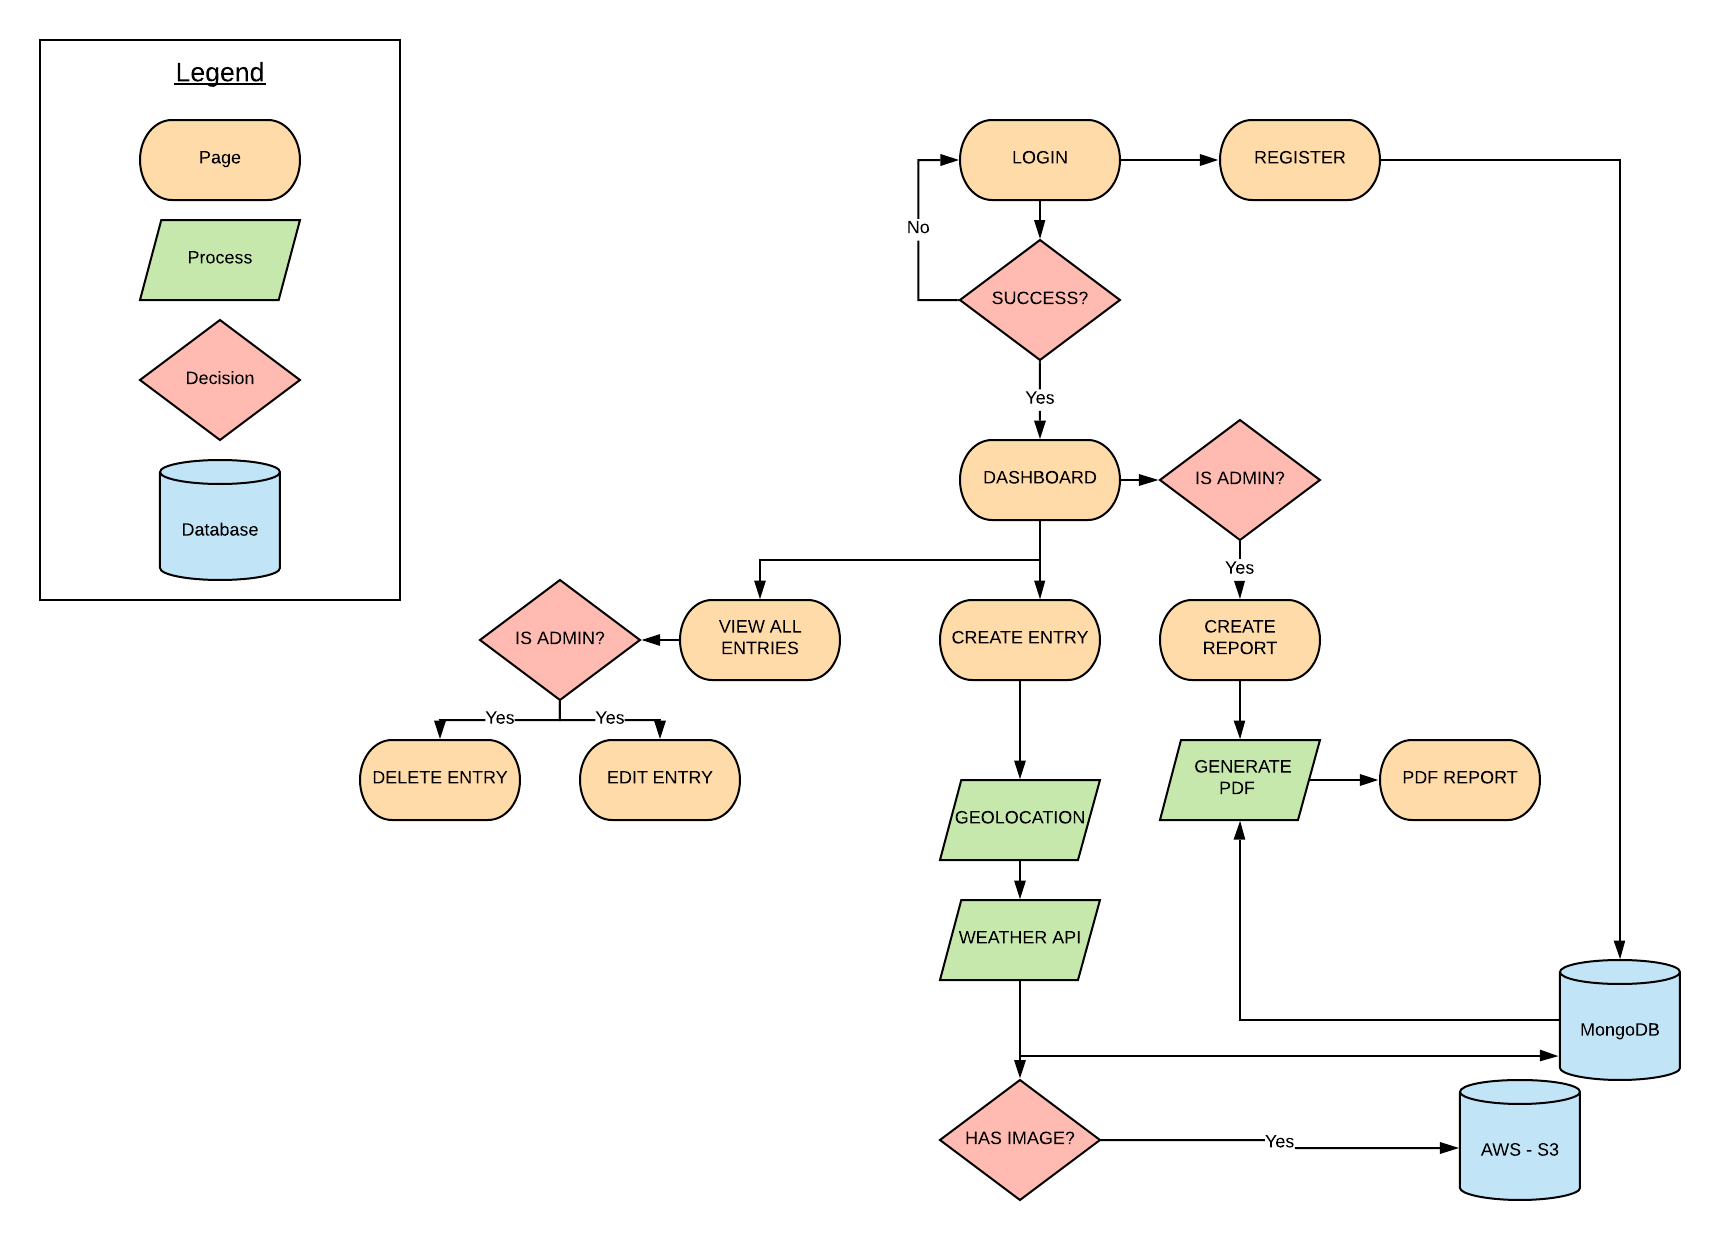 Legend
Page
Process
Decision
Database
LOGIN
REGISTER
No
SUCCESS?
Yes
DASHBOARD
IS ADMIN?
Yes
IS ADMIN?
VIEW ALL
ENTRIES
CREATE ENTRY
CREATE
REPORT
Yes
Yes
DELETE ENTRY
EDIT ENTRY
GENERATE
PDF
PDF REPORT
GEOLOCATION
WEATHER API
MongoDB
HAS IMAGE?
Yes
AWS - S3